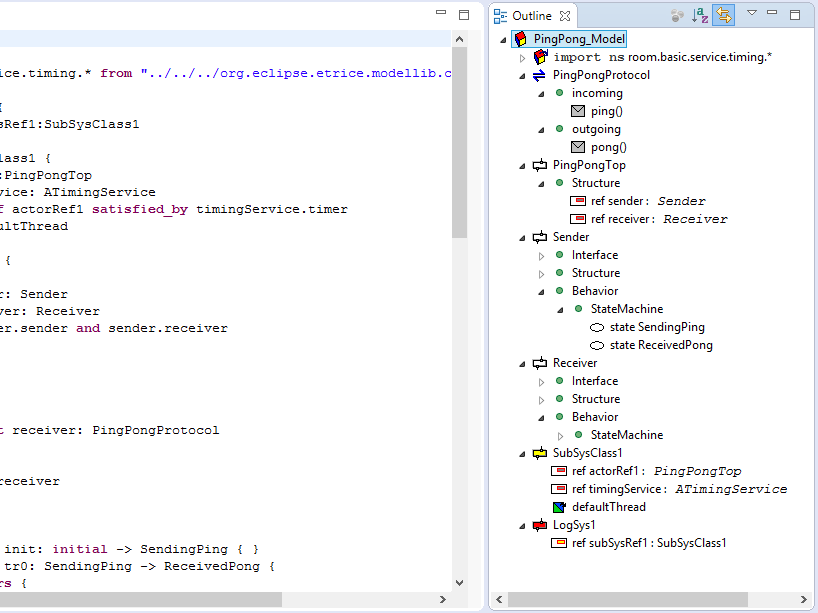 ice.timing.* from "../../../org.eclipse.etrice.modellib.c
{
sRef1:SubSysClass1
lass1 {
:PingPongTop
vice: ATimingService
f actorRef1 satisfied_by timingService.timer
ultThread
{
r: Sender
ver: Receiver
er.sender and sender.receiver
t receiver: PingPongProtocol
receiver
init: initial -> SendingPing { }
tr0: SendingPing -> ReceivedPong {
rs {
Outline
PingPong_Model
import ns room.basic.service.timing.*
PingPongProtocol
incoming
ping()
outgoing
pong()
PingPongTop
Structure
ref sender: Sender
ref receiver: Receiver
Sender
Interface
Structure
Behavior
StateMachine
state SendingPing
state ReceivedPong
Receiver
Interface
Structure
Behavior
StateMachine
SubSysClass1
ref actorRef1: PingPongTop
ref timingService: ATimingService
defaultThread
LogSys1
ref subSysRef1 : SubSysClass1